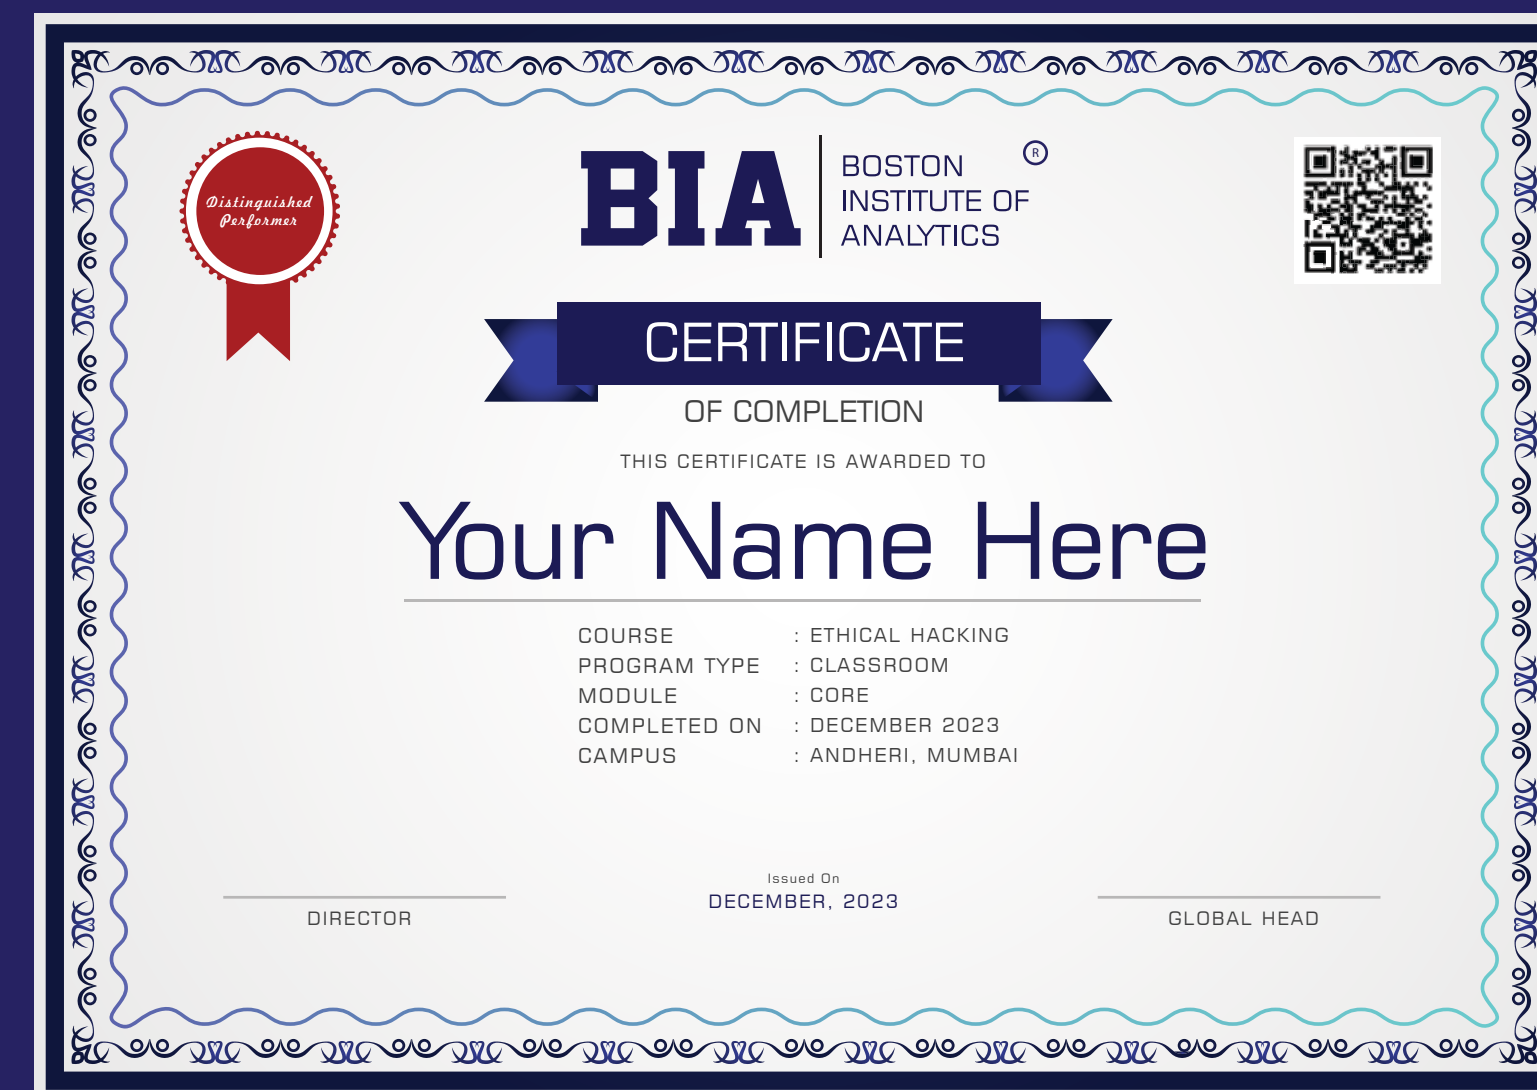 Distinguished
Performer
BIA
BOSTON
INSTITUTE OF
ANALYTICS
®
CERTIFICATE
OF COMPLETION
THIS CERTIFICATE IS AWARDED TO
Your Name Here
COURSE : ETHICAL HACKING
PROGRAM TYPE : CLASSROOM
MODULE : CORE
COMPLETED ON : DECEMBER 2023
CAMPUS : ANDHERI, MUMBAI
Issued On
DECEMBER, 2023
DIRECTOR
GLOBAL HEAD